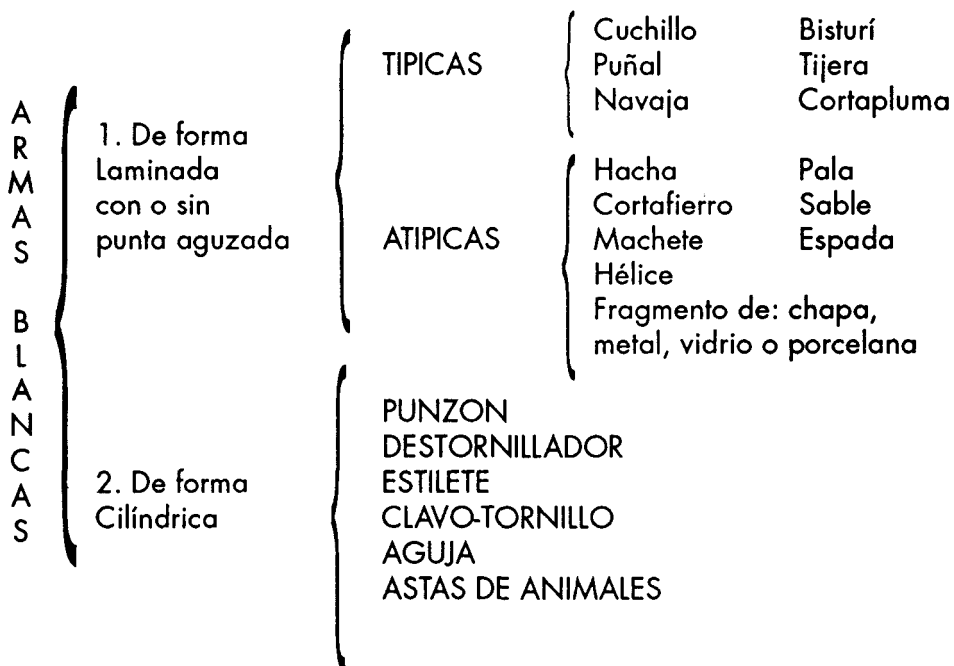 ARMAS BLANCAS
1. De forma
Laminada
con o sin
punta aguzada
TIPICAS
Cuchillo Bisturí
Puñal Tijera
Navaja Cortapluma
ATIPICAS
Hacha Pala
Cortafierro Sable
Machete Espada
Hélice
Fragmento de: chapa,
metal, vidrio o porcelana
2. De forma
Cilíndrica
PUNZON
DESTORNILLADOR
ESTILETE
CLAVO-TORNILLO
AGUJA
ASTAS DE ANIMALES